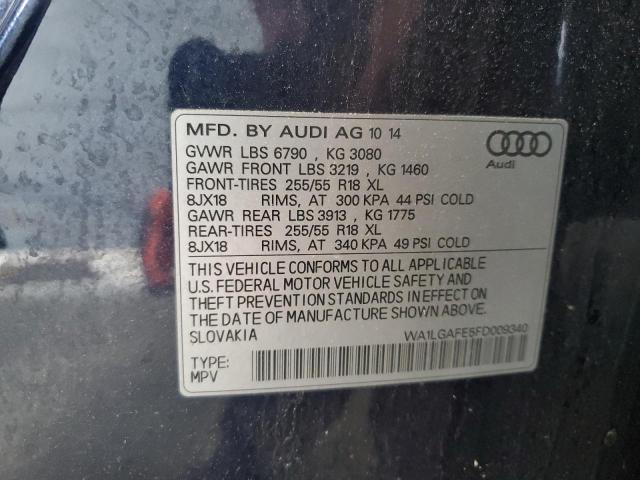 MFD. BY AUDI AG 10 14
GVWR LBS 6790 , KG 3080
GAWR FRONT LBS 3219 , KG 1460
FRONT-TIRES 255/55 R18 XL
8JX18 RIMS, AT 300 KPA 44 PSI COLD
GAWR REAR LBS 3913 , KG 1775
REAR-TIRES 255/55 R18 XL
8JX18 RIMS, AT 340 KPA 49 PSI COLD
Audi
THIS VEHICLE CONFORMS TO ALL APPLICABLE
U.S. FEDERAL MOTOR VEHICLE SAFETY AND
THEFT PREVENTION STANDARDS IN EFFECT ON
THE DATE OF MANUFACTURE SHOWN ABOVE.
SLOVAKIA WA1LGAFE5FD009340
TYPE:
MPV